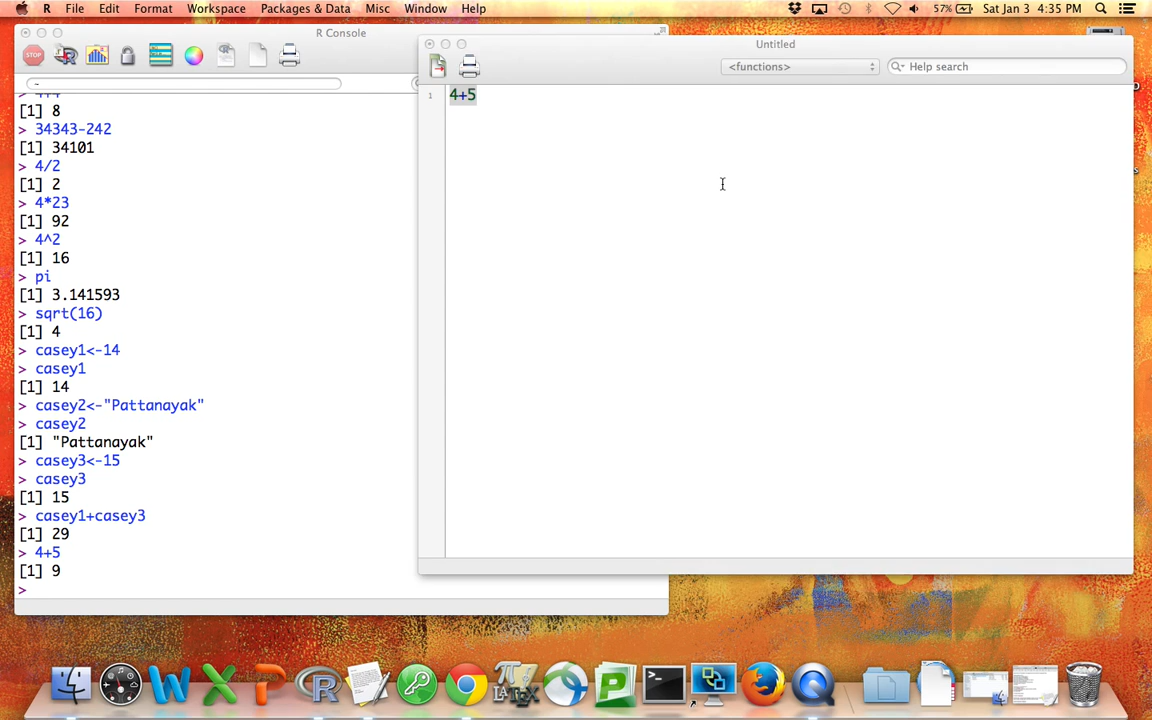 R File Edit Format Workspace Packages & Data Misc Window Help 57% Sat Jan 3 4:35 PM
R Console
STOP
~
[1] 8
> 34343-242
[1] 34101
> 4/2
[1] 2
> 4*23
[1] 92
> 4^2
[1] 16
> pi
[1] 3.141593
> sqrt(16)
[1] 4
> casey1<-14
> casey1
[1] 14
> casey2<-"Pattanayak"
> casey2
[1] "Pattanayak"
> casey3<-15
> casey3
[1] 15
> casey1+casey3
[1] 29
> 4+5
[1] 9
>
Untitled
<functions> Help search
1 4+5